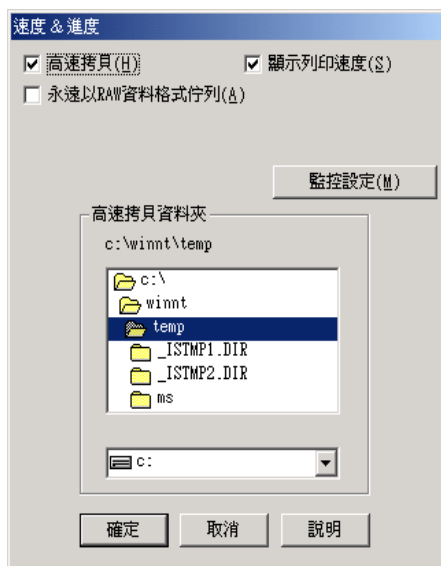 速度 & 進度
高速拷貝(H)
顯示列印速度(S)
永遠以RAW資料格式佇列(A)
監控設定(M)
高速拷貝資料夾
c:\winnt\temp
c:\
winnt
temp
_ISTMP1.DIR
_ISTMP2.DIR
ms
c:
確定
取消
說明